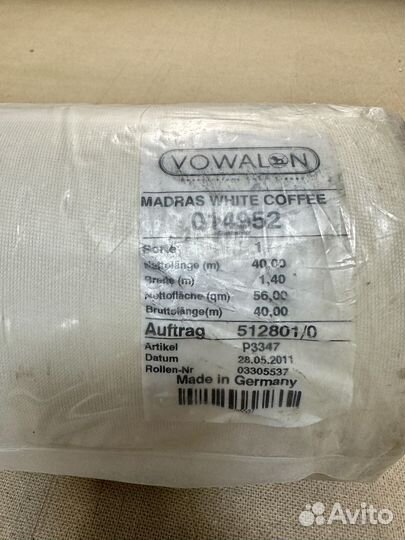 VOWALON
MADRAS WHITE COFFEE
014952
Sorte 1
Nettolänge (m) 40,00
Breite (m) 1,40
Nettofläche (qm) 56,00
Bruttolänge(m) 40,00
Auftrag 512801/0
Artikel P3347
Datum 28.05.2011
Rollen-Nr 03305537
Made in Germany
Avito